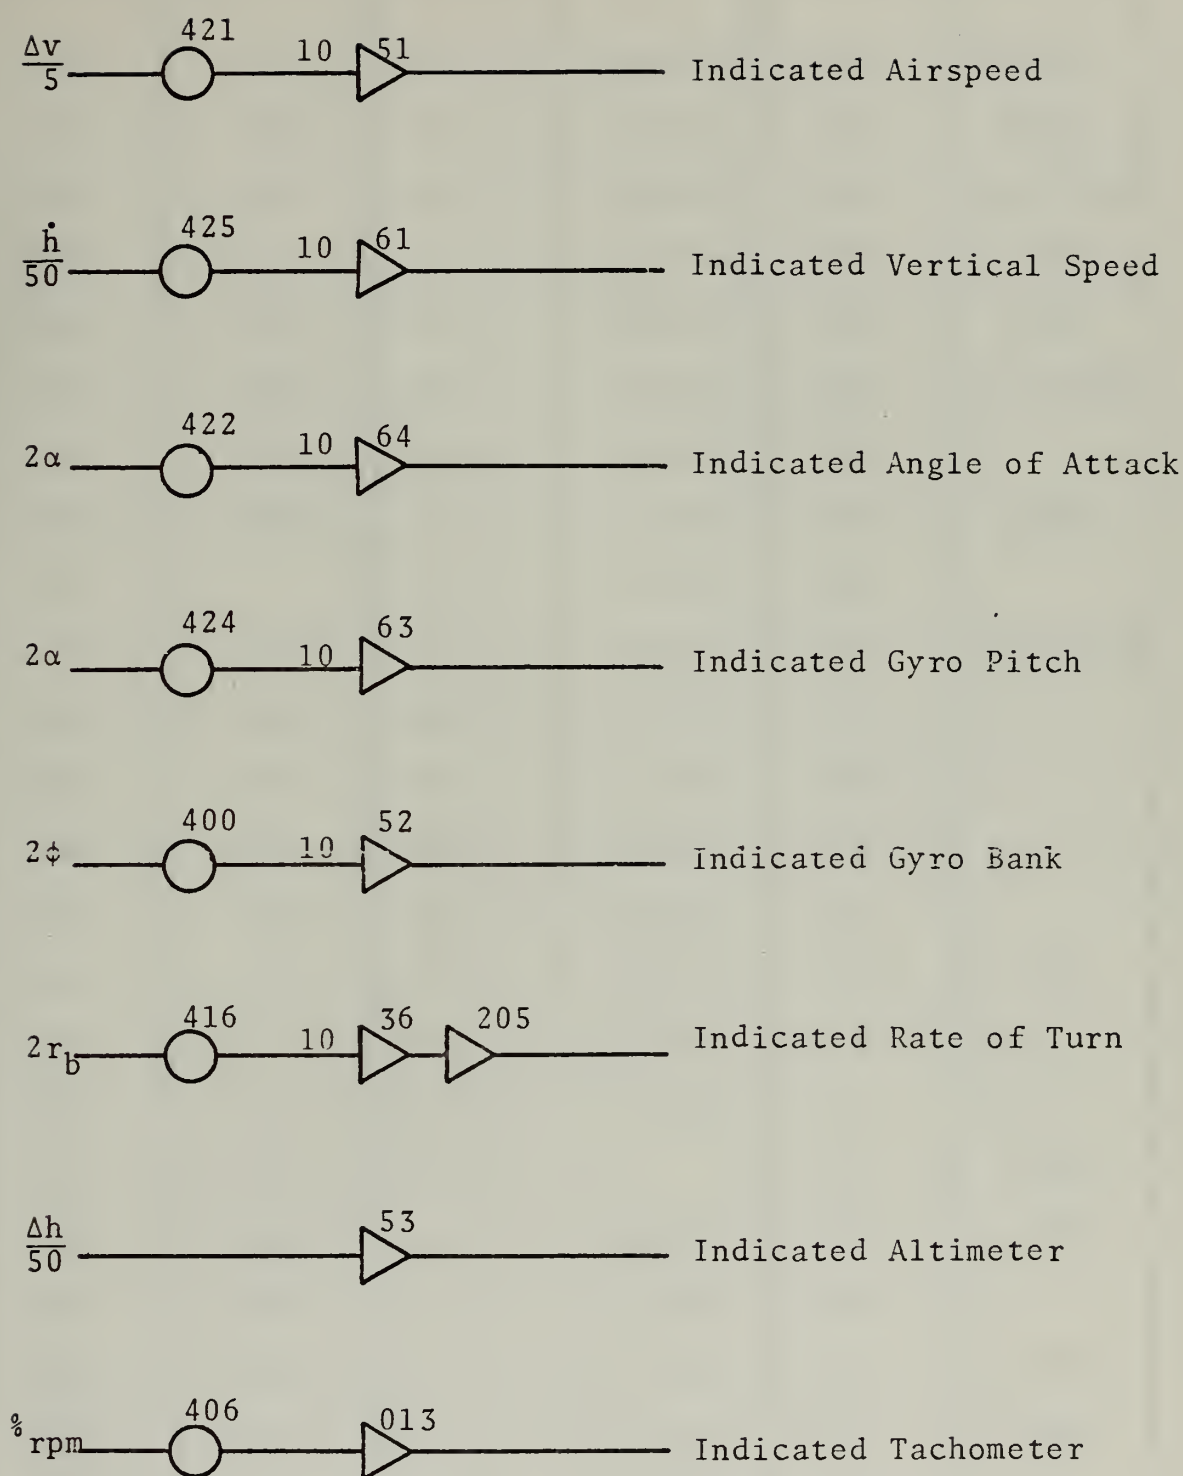 421
Δv/5 10 51 Indicated Airspeed
425
ḣ/50 10 61 Indicated Vertical Speed
422
2α 10 64 Indicated Angle of Attack
424
2α 10 63 Indicated Gyro Pitch
400
2ϕ 10 52 Indicated Gyro Bank
416 36 205
2r_b 10 Indicated Rate of Turn
Δh/50 53 Indicated Altimeter
406 013
% rpm Indicated Tachometer